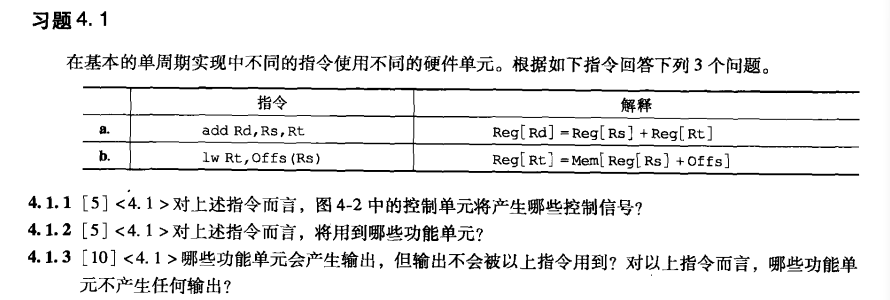 习题4.1
在基本的单周期实现中不同的指令使用不同的硬件单元。根据如下指令回答下列3个问题。
指令 解释
a. add Rd,Rs,Rt Reg[Rd]=Reg[Rs]+Reg[Rt]
b. lw Rt,Offs(Rs) Reg[Rt]=Mem[Reg[Rs]+Offs]
4.1.1 [5]<4.1>对上述指令而言，图4-2中的控制单元将产生哪些控制信号？
4.1.2 [5]<4.1>对上述指令而言，将用到哪些功能单元？
4.1.3 [10]<4.1>哪些功能单元会产生输出，但输出不会被以上指令用到？对以上指令而言，哪些功能单
元不产生任何输出？